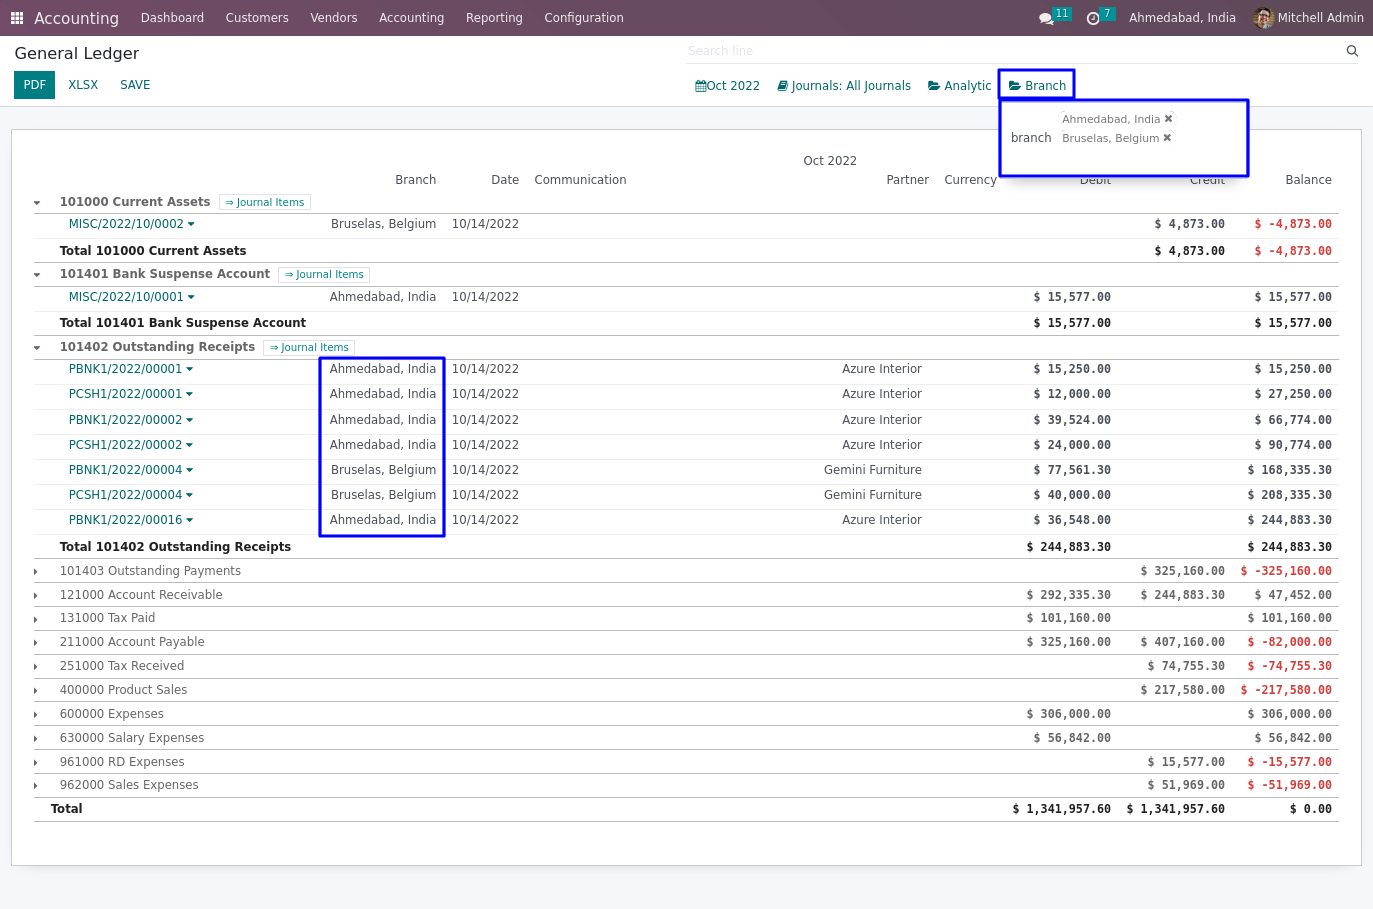 Accounting Dashboard Customers Vendors Accounting Reporting Configuration 11 7 Ahmedabad, India Mitchell Admin
General Ledger Search line
PDF XLSX SAVE Oct 2022 Journals: All Journals Analytic Branch
Ahmedabad, India ✖
branch Bruselas, Belgium ✖
Oct 2022
Branch Date Communication Partner Currency Debit Credit Balance
101000 Current Assets ⇒ Journal Items
MISC/2022/10/0002 Bruselas, Belgium 10/14/2022 $ 4,873.00 $ -4,873.00
Total 101000 Current Assets $ 4,873.00 $ -4,873.00
101401 Bank Suspense Account ⇒ Journal Items
MISC/2022/10/0001 Ahmedabad, India 10/14/2022 $ 15,577.00 $ 15,577.00
Total 101401 Bank Suspense Account $ 15,577.00 $ 15,577.00
101402 Outstanding Receipts ⇒ Journal Items
PBNK1/2022/00001 Ahmedabad, India 10/14/2022 Azure Interior $ 15,250.00 $ 15,250.00
PCSH1/2022/00001 Ahmedabad, India 10/14/2022 Azure Interior $ 12,000.00 $ 27,250.00
PBNK1/2022/00002 Ahmedabad, India 10/14/2022 Azure Interior $ 39,524.00 $ 66,774.00
PCSH1/2022/00002 Ahmedabad, India 10/14/2022 Azure Interior $ 24,000.00 $ 90,774.00
PBNK1/2022/00004 Bruselas, Belgium 10/14/2022 Gemini Furniture $ 77,561.30 $ 168,335.30
PCSH1/2022/00004 Bruselas, Belgium 10/14/2022 Gemini Furniture $ 40,000.00 $ 208,335.30
PBNK1/2022/00016 Ahmedabad, India 10/14/2022 Azure Interior $ 36,548.00 $ 244,883.30
Total 101402 Outstanding Receipts $ 244,883.30 $ 244,883.30
101403 Outstanding Payments $ 325,160.00 $ -325,160.00
121000 Account Receivable $ 292,335.30 $ 244,883.30 $ 47,452.00
131000 Tax Paid $ 101,160.00 $ 101,160.00
211000 Account Payable $ 325,160.00 $ 407,160.00 $ -82,000.00
251000 Tax Received $ 74,755.30 $ -74,755.30
400000 Product Sales $ 217,580.00 $ -217,580.00
600000 Expenses $ 306,000.00 $ 306,000.00
630000 Salary Expenses $ 56,842.00 $ 56,842.00
961000 RD Expenses $ 15,577.00 $ -15,577.00
962000 Sales Expenses $ 51,969.00 $ -51,969.00
Total $ 1,341,957.60 $ 1,341,957.60 $ 0.00